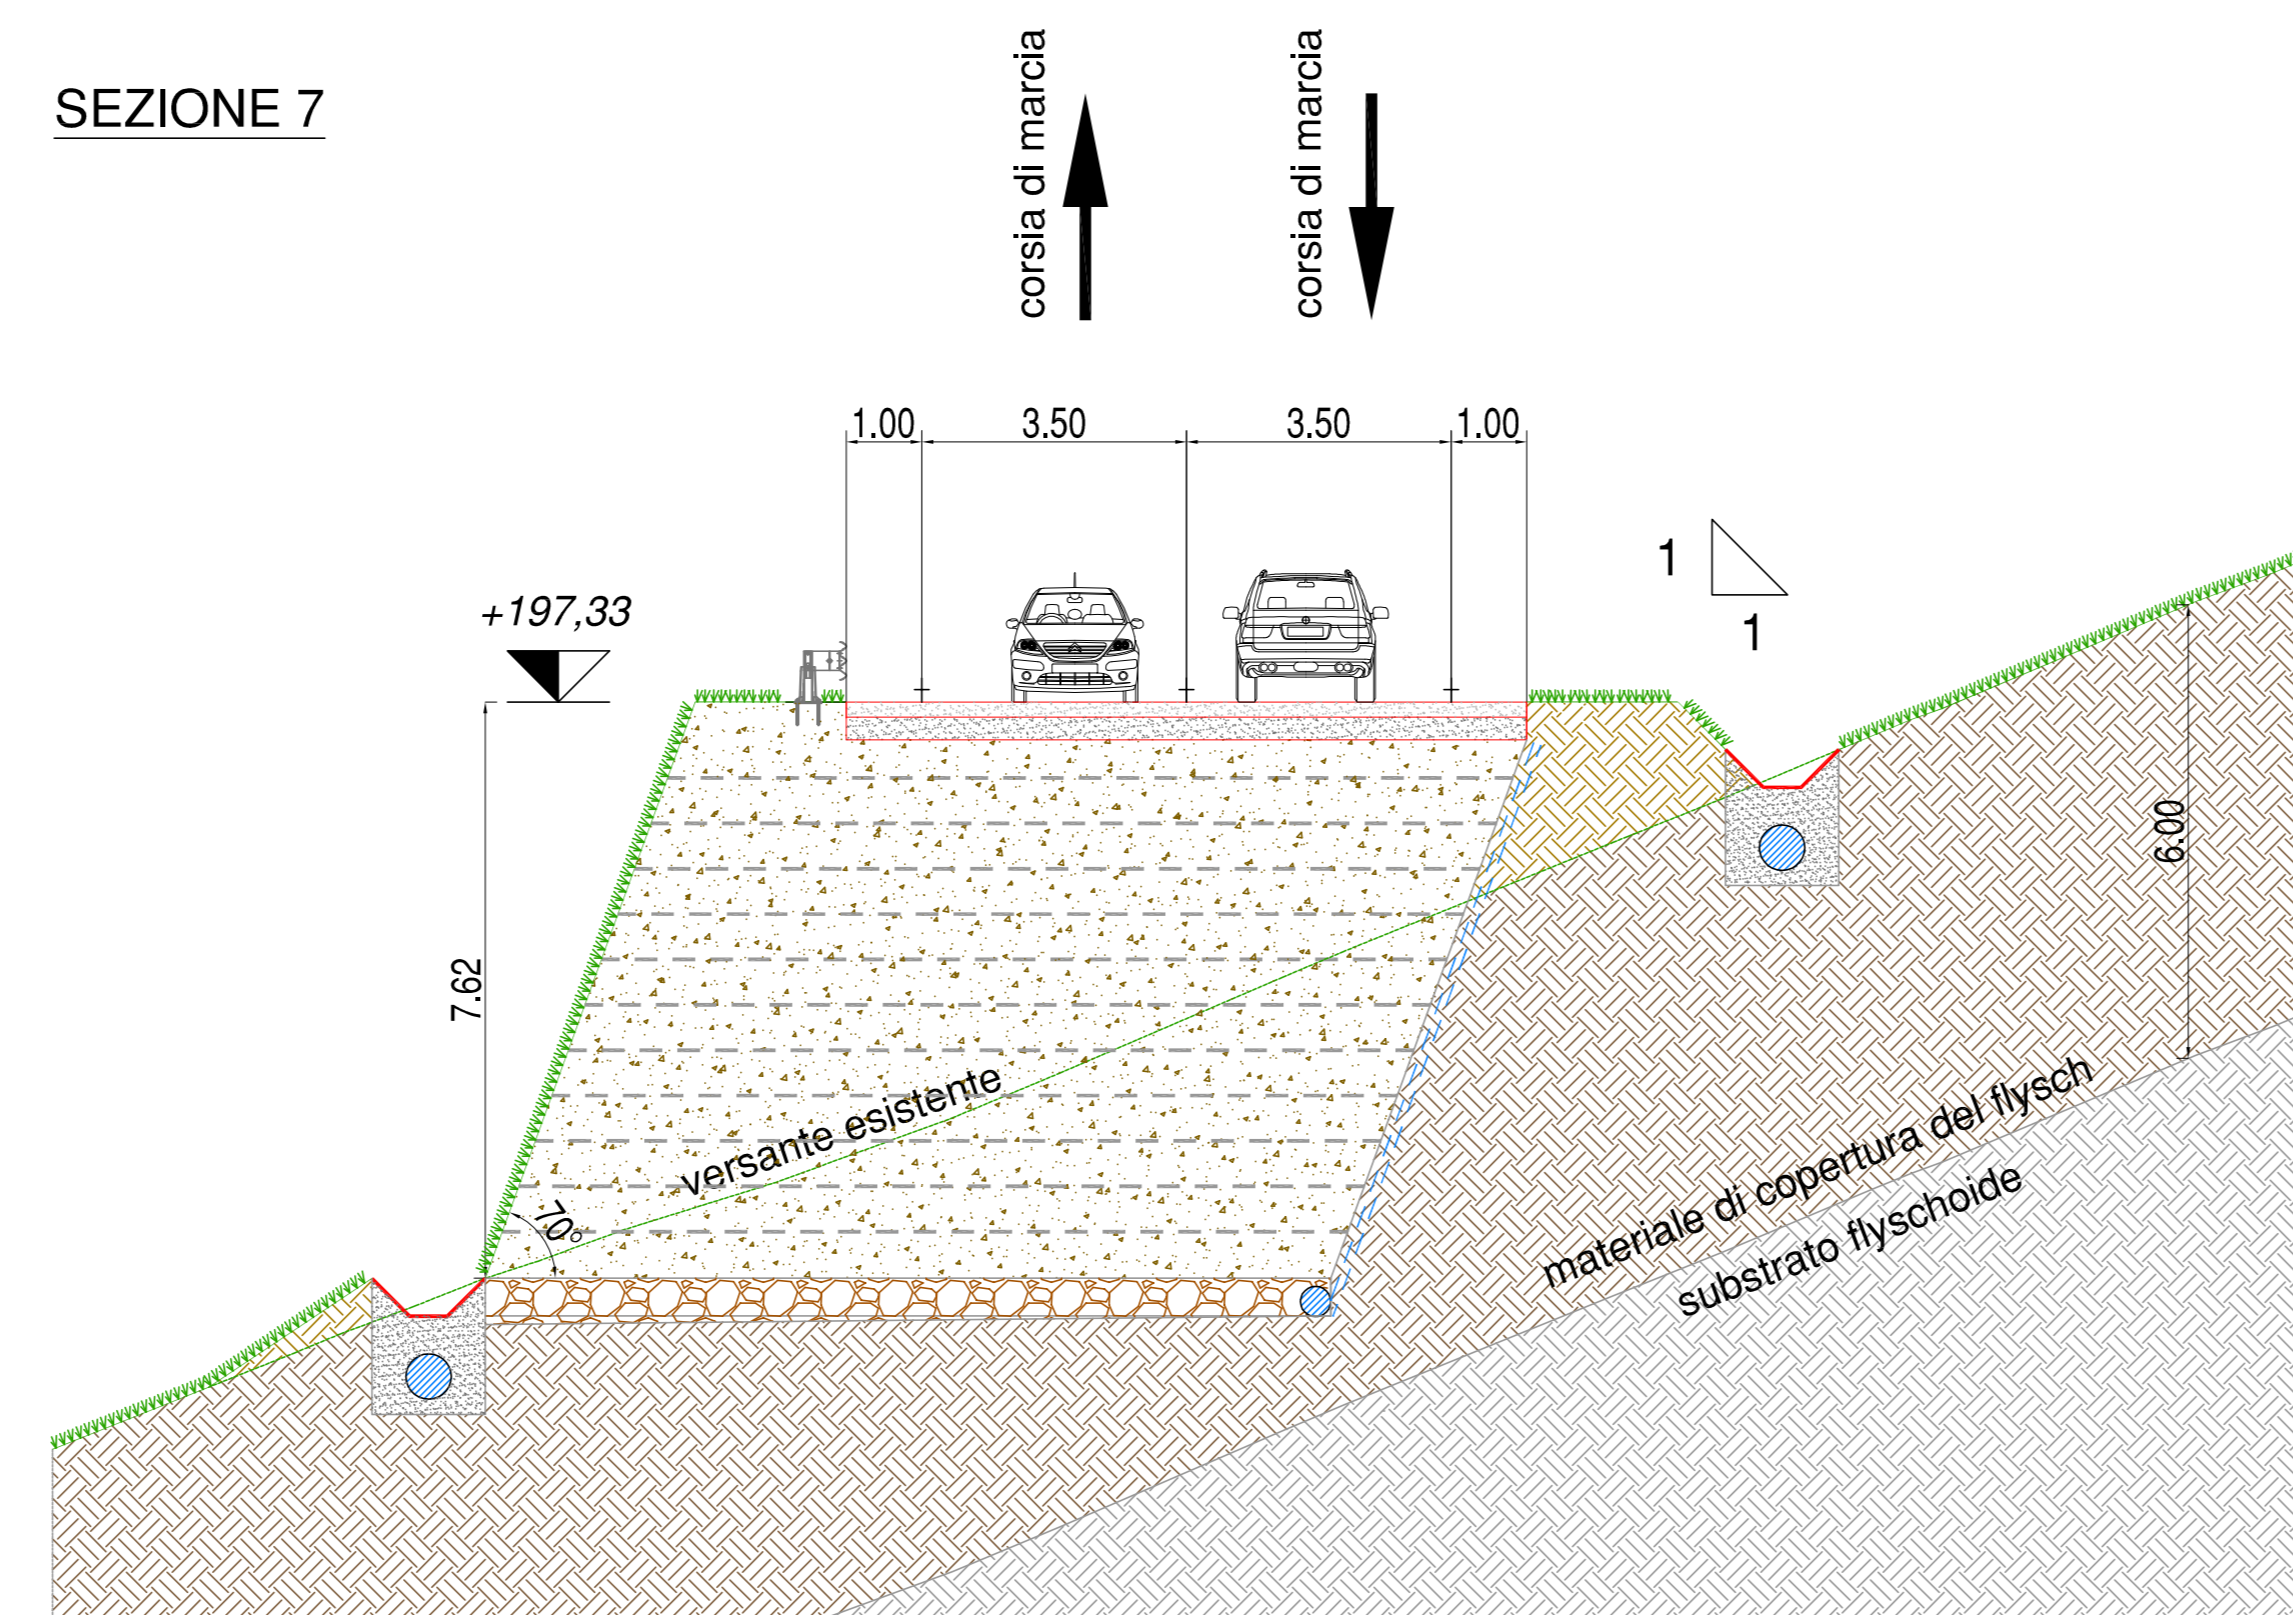 SEZIONE 7
corsia di marcia
corsia di marcia
1.00
3.50
3.50
1.00
1
1
+197,33
7.62
6.00
versante esistente
70°
materiale di copertura del flysch
substrato flyschoide